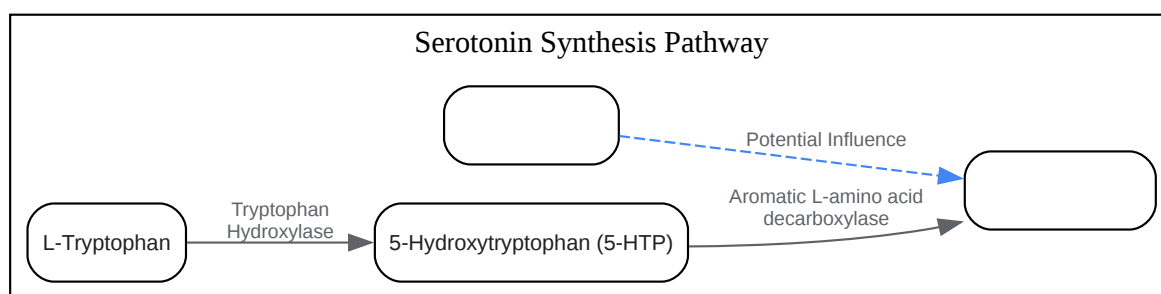 Serotonin Synthesis Pathway
Potential Influence
Aromatic L-amino acid
decarboxylase
Tryptophan
Hydroxylase
L-Tryptophan
5-Hydroxytryptophan (5-HTP)